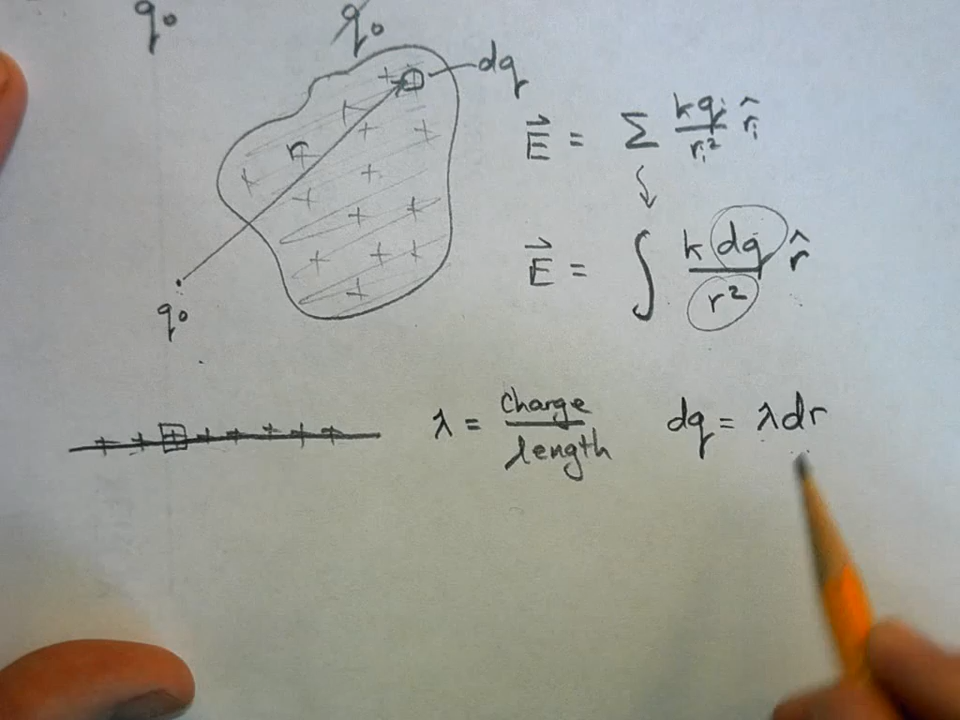 q₀ q₀
dq
r
E⃗ = Σ kqᵢ/rᵢ² r̂ᵢ
E⃗ = ∫ k dq/r² r̂
q₀
λ = charge/length dq = λdr